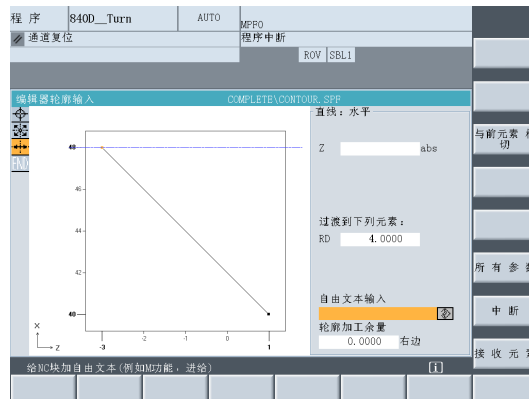 程 序 840D__Turn AUTO MPF0
通道复位 程序中断
ROV SBL1
编辑器轮廓输入 COMPLETE\CONTOUR.SPF
直线：水平
Z abs
过渡到下列元素：
RD 4.0000
自由文本输入
轮廓加工余量
0.0000 右边
48
46
44
42
40
-3 -2 -1 0 1
X
Z
END
给NC块加自由文本(例如M功能，进给)
i
与前元素
切
所 有 参
中 断
接 收 元